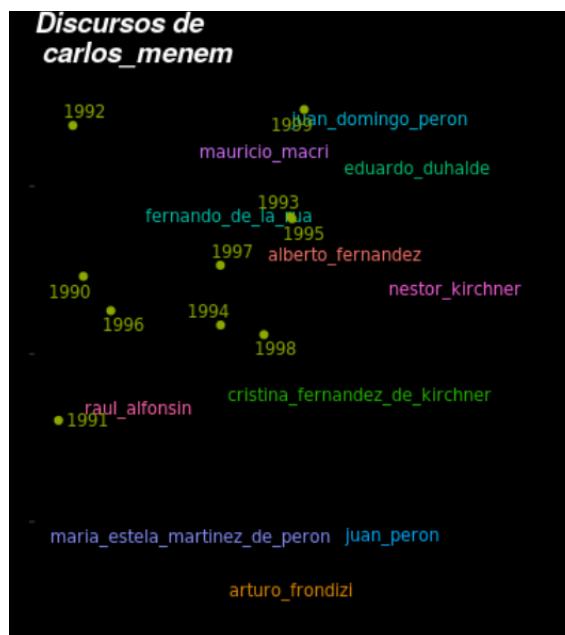 Discursos de
carlos_menem
1992
juan_domingo_peron
1999
mauricio_macri
eduardo_duhalde
1993
fernando_de_la_rua
1995
1997
alberto_fernandez
1990
nestor_kirchner
1994
1996
1998
cristina_fernandez_de_kirchner
raul_alfonsin
1991
maria_estela_martinez_de_peron
juan_peron
arturo_frondizi